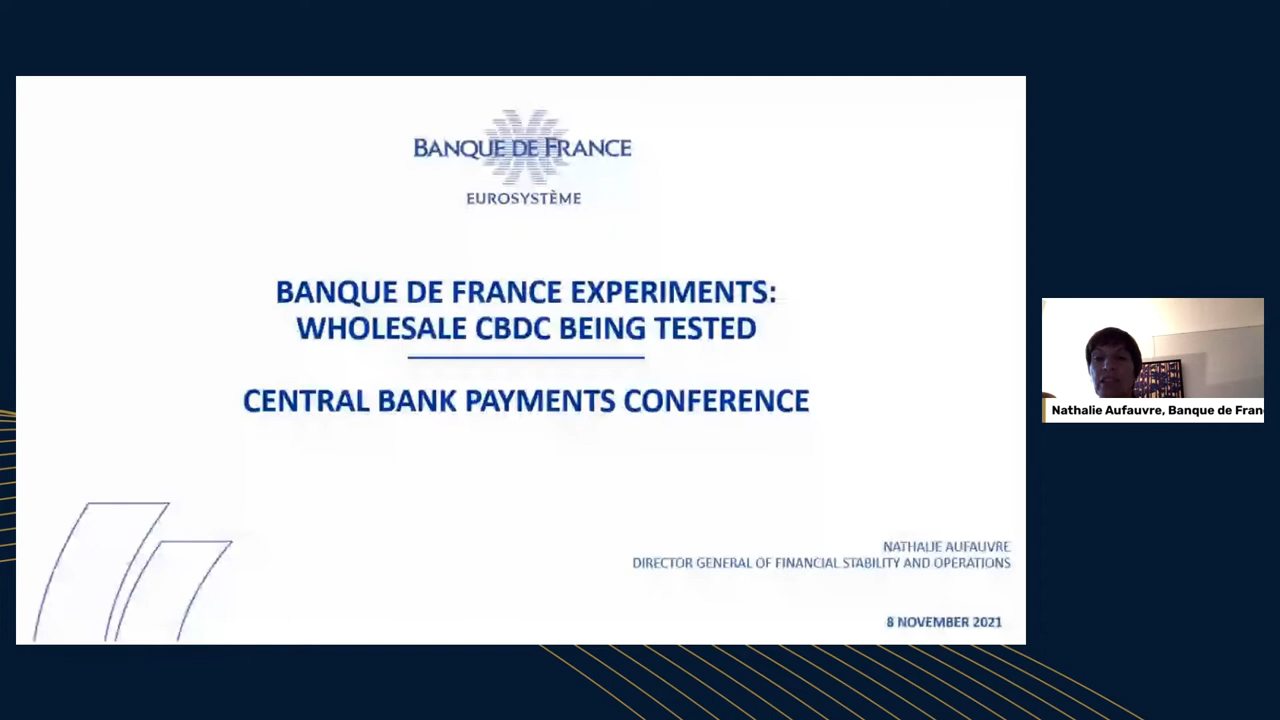 BANQUE DE FRANCE
EUROSYSTÈME
BANQUE DE FRANCE EXPERIMENTS:
WHOLESALE CBDC BEING TESTED
CENTRAL BANK PAYMENTS CONFERENCE
NATHALIE AUFAUVRE
DIRECTOR GENERAL OF FINANCIAL STABILITY AND OPERATIONS
8 NOVEMBER 2021
Nathalie Aufauvre, Banque de Fran